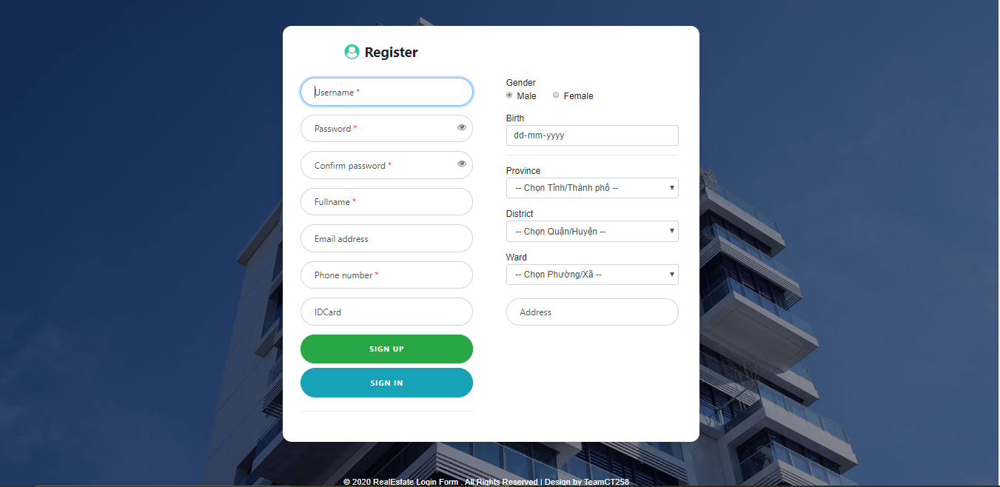 Register
Username *
Password *
Confirm password *
Fullname *
Email address
Phone number *
IDCard
SIGN UP
SIGN IN
Gender
Male Female
Birth
dd-mm-yyyy
Province
-- Chọn Tỉnh/Thành phố --
District
-- Chọn Quận/Huyện --
Ward
-- Chọn Phường/Xã --
Address
© 2020 RealEstate Login Form . All Rights Reserved | Design by TeamCT258